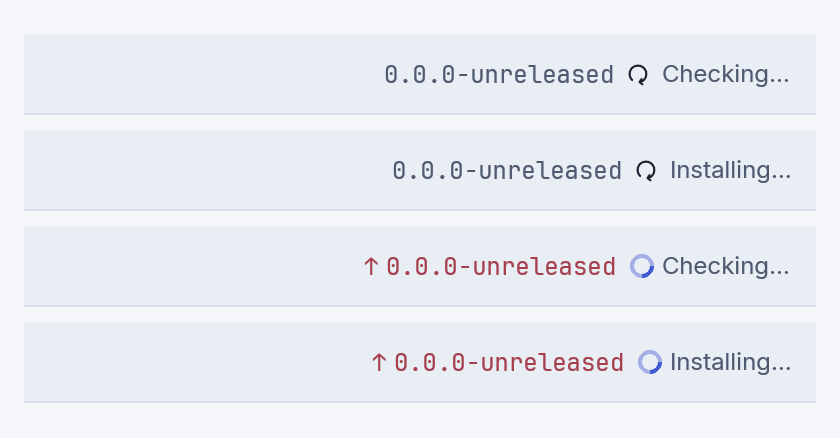 0.0.0-unreleased Checking...
0.0.0-unreleased Installing...
↑ 0.0.0-unreleased Checking...
↑ 0.0.0-unreleased Installing...